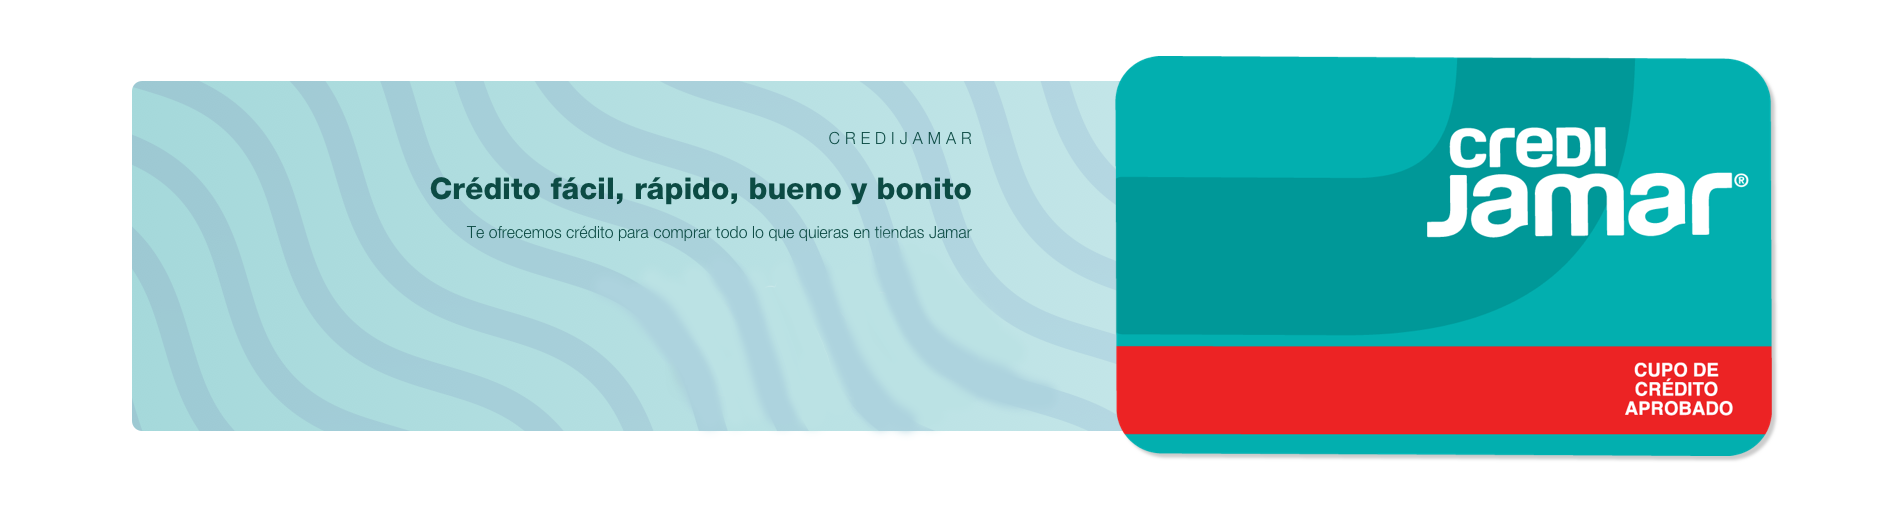 CREDIJAMAR
Crédito fácil, rápido, bueno y bonito
Te ofrecemos crédito para comprar todo lo que quieras en tiendas Jamar
creDI
Jamar®
CUPO DE
CRÉDITO
APROBADO